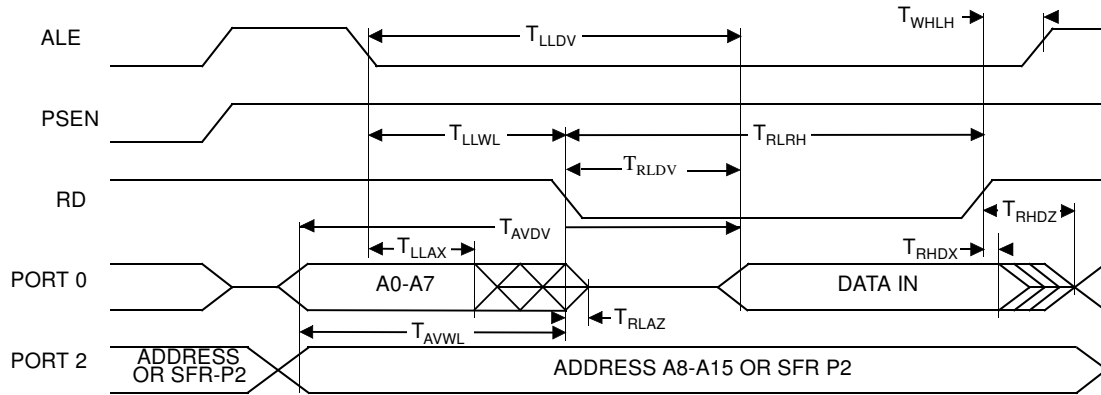 T_WHLH
ALE
T_LLDV
PSEN
T_LLWL
T_RLRH
T_RLDV
RD
T_AVDV
T_RHDZ
T_LLAX
T_RHDX
PORT 0
A0-A7
DATA IN
T_RLAZ
T_AVWL
PORT 2
ADDRESS
OR SFR-P2
ADDRESS A8-A15 OR SFR P2